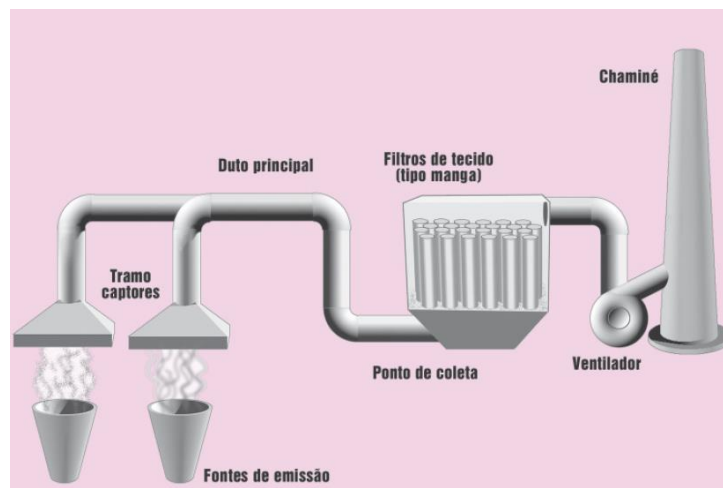 Chaminé
Duto principal
Filtros de tecido
(tipo manga)
Tramo
captores
Ponto de coleta
Ventilador
Fontes de emissão